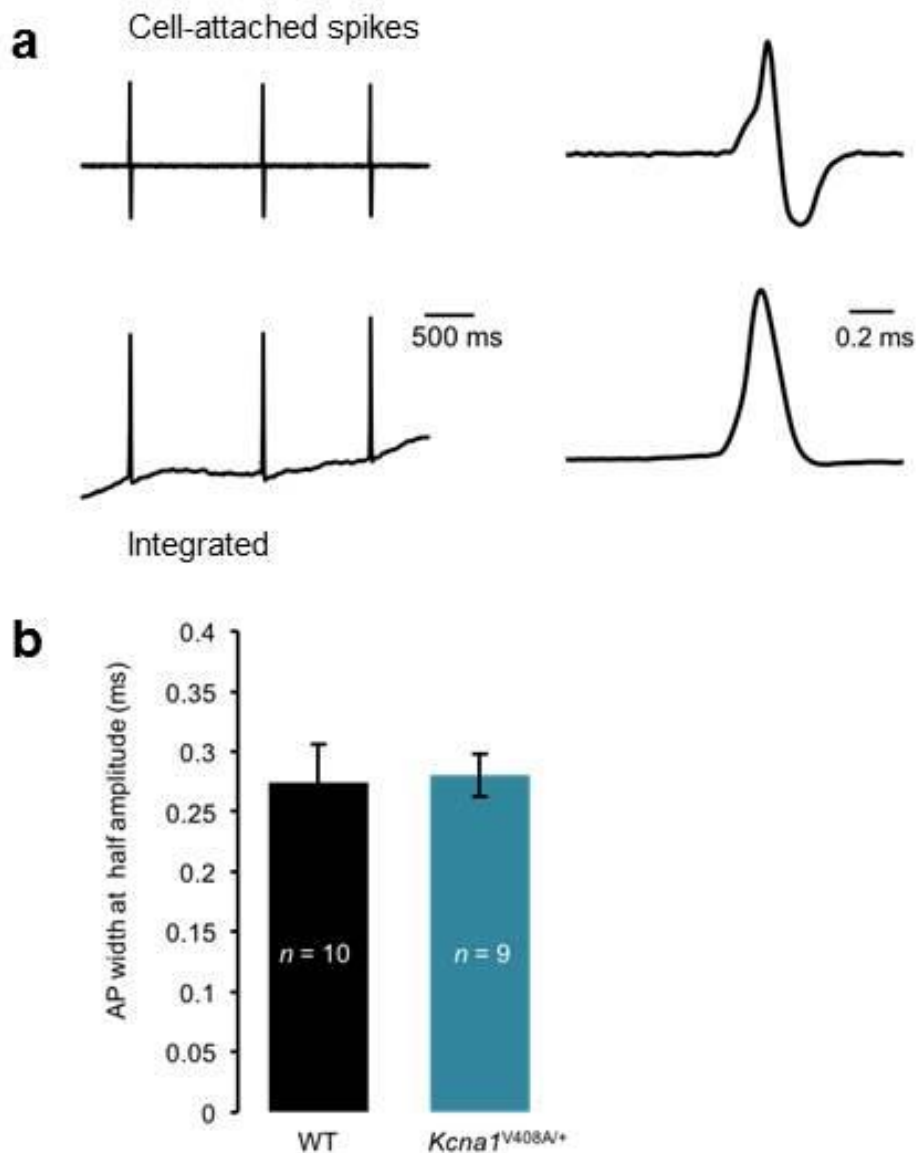 a
Cell-attached spikes
500 ms
0.2 ms
Integrated
b
AP width at half amplitude (ms)
0.4
0.35
0.3
0.25
0.2
0.15
0.1
0.05
0
n = 10
n = 9
WT
Kcna1V408A/+